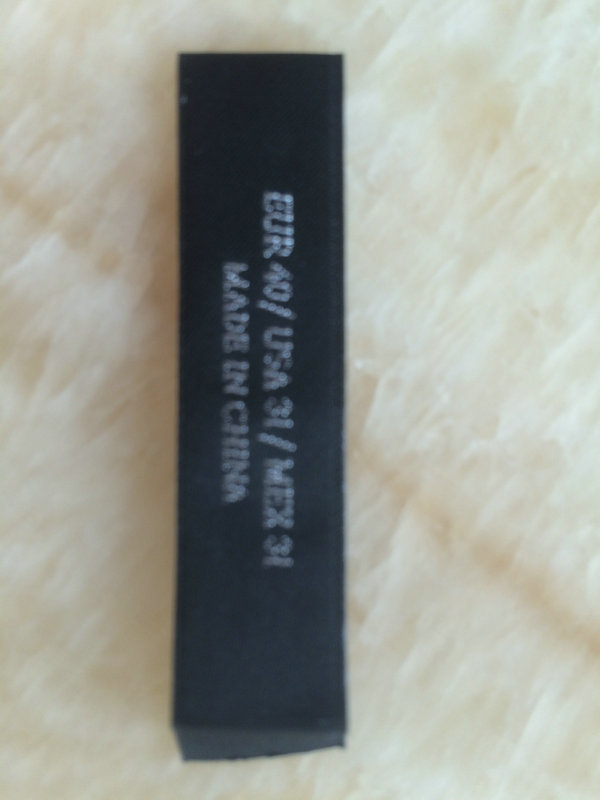 EUR 40 / USA 31 / MEX 31
MADE IN CHINA